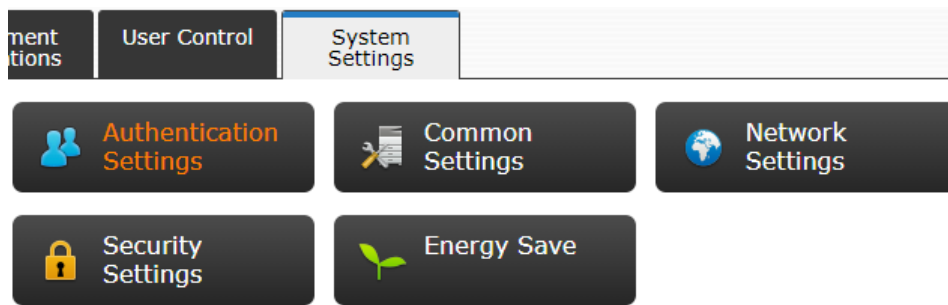 ment
tions
User Control
System
Settings
Authentication
Settings
Common
Settings
Network
Settings
Security
Settings
Energy Save